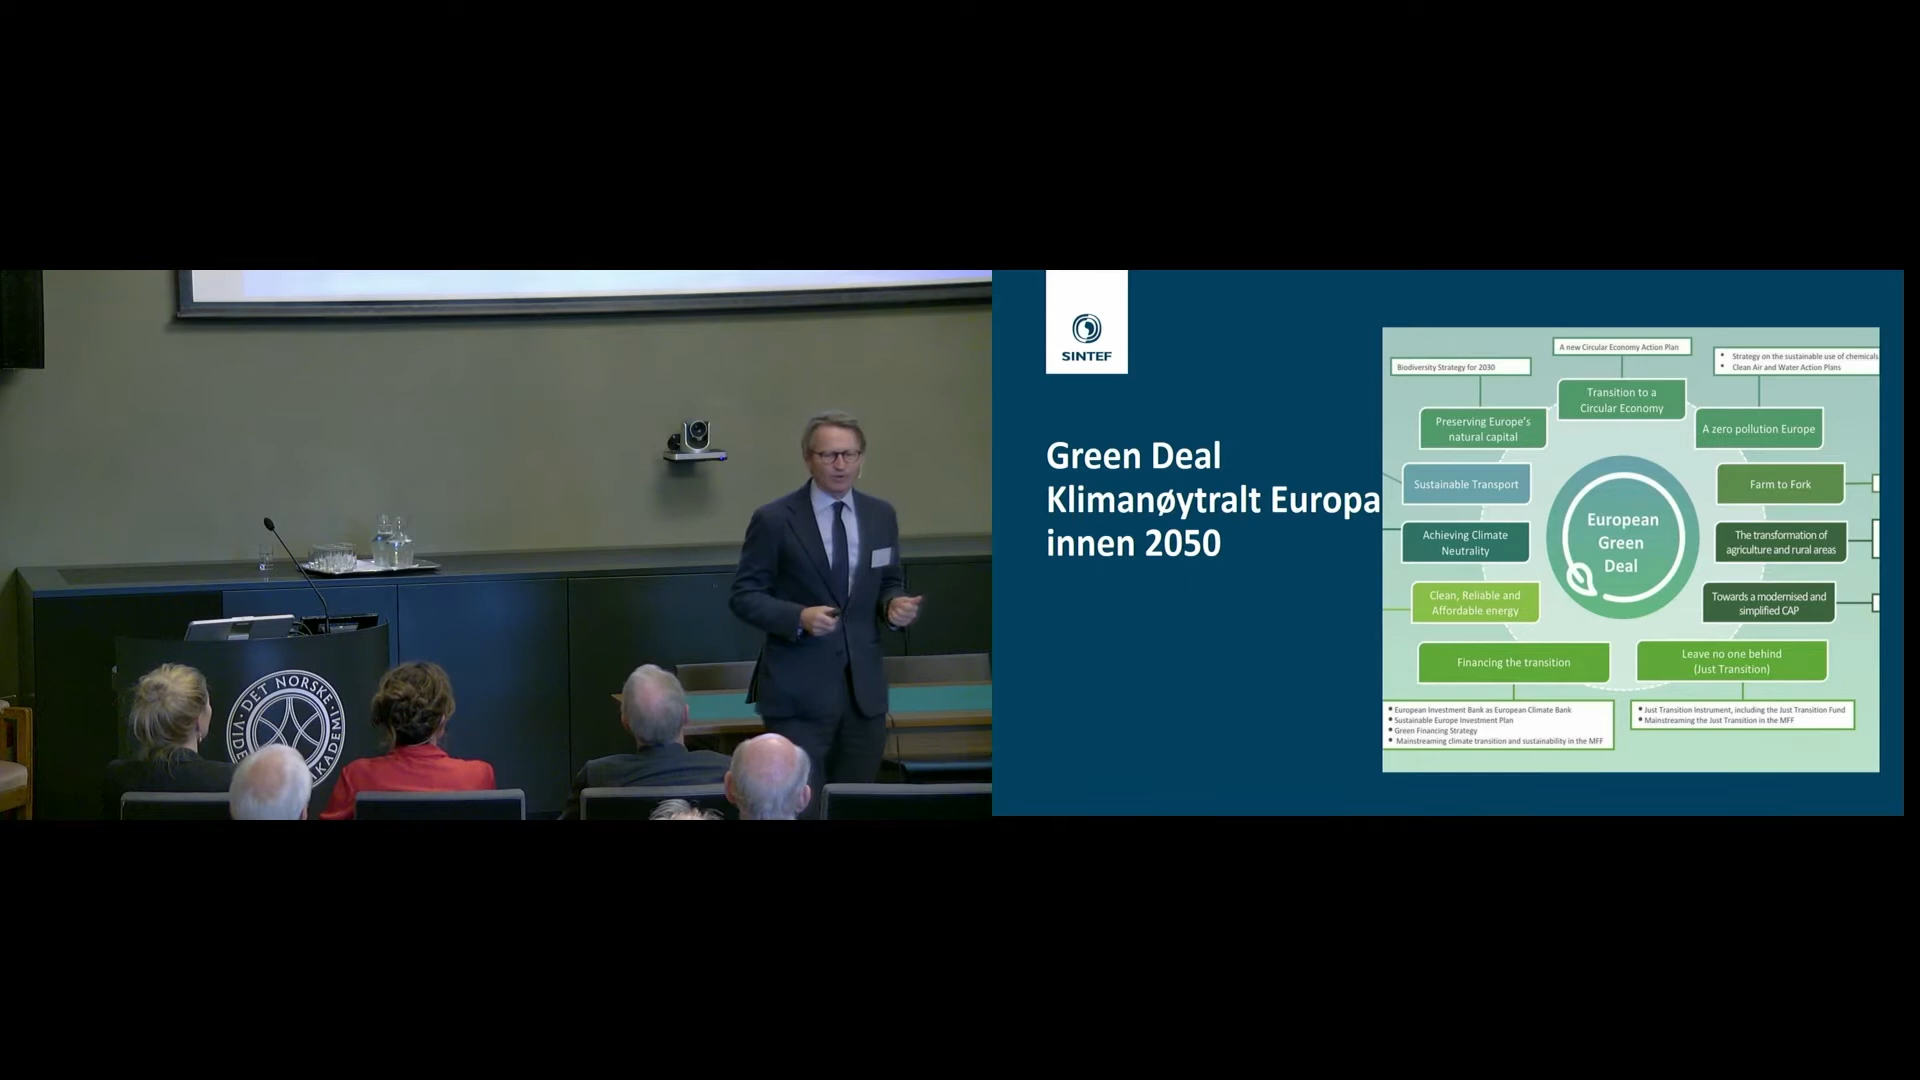 DET NORSKE
SINTEF
Green Deal
Klimanøytralt Europa
innen 2050
A new Circular Economy Action Plan
Biodiversity Strategy for 2030
• Strategy on the sustainable use of chemicals
• Clean Air and Water Action Plans
Transition to a
Circular Economy
Preserving Europe's
natural capital
A zero pollution Europe
Sustainable Transport
Farm to Fork
European
Green
Deal
Achieving Climate
Neutrality
The transformation of
agriculture and rural areas
Clean, Reliable and
Affordable energy
Towards a modernised and
simplified CAP
Financing the transition
Leave no one behind
(Just Transition)
• European Investment Bank as European Climate Bank
• Sustainable Europe Investment Plan
• Green Financing Strategy
• Mainstreaming climate transition and sustainability in the MFF
• Just Transition Instrument, including the Just Transition Fund
• Mainstreaming the Just Transition in the MFF